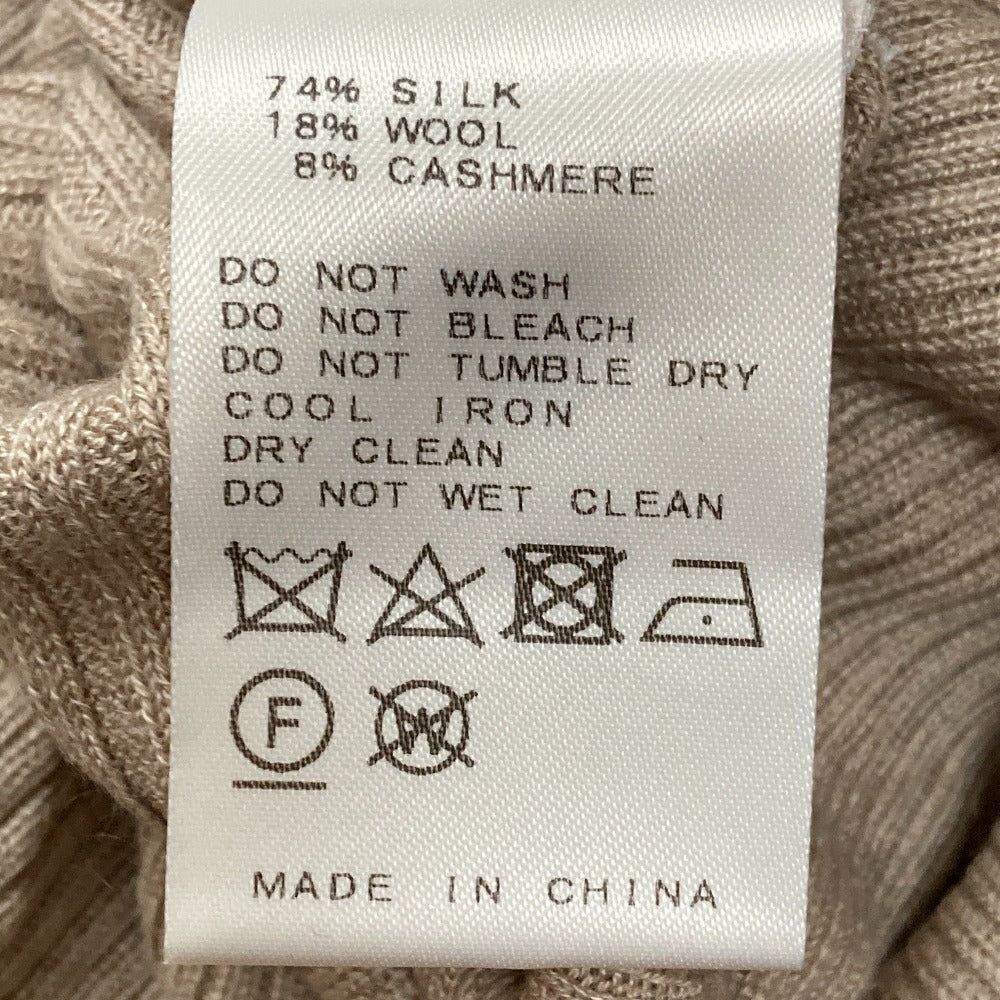 74% SILK
18% WOOL
8% CASHMERE
DO NOT WASH
DO NOT BLEACH
DO NOT TUMBLE DRY
COOL IRON
DRY CLEAN
DO NOT WET CLEAN
F W
MADE IN CHINA